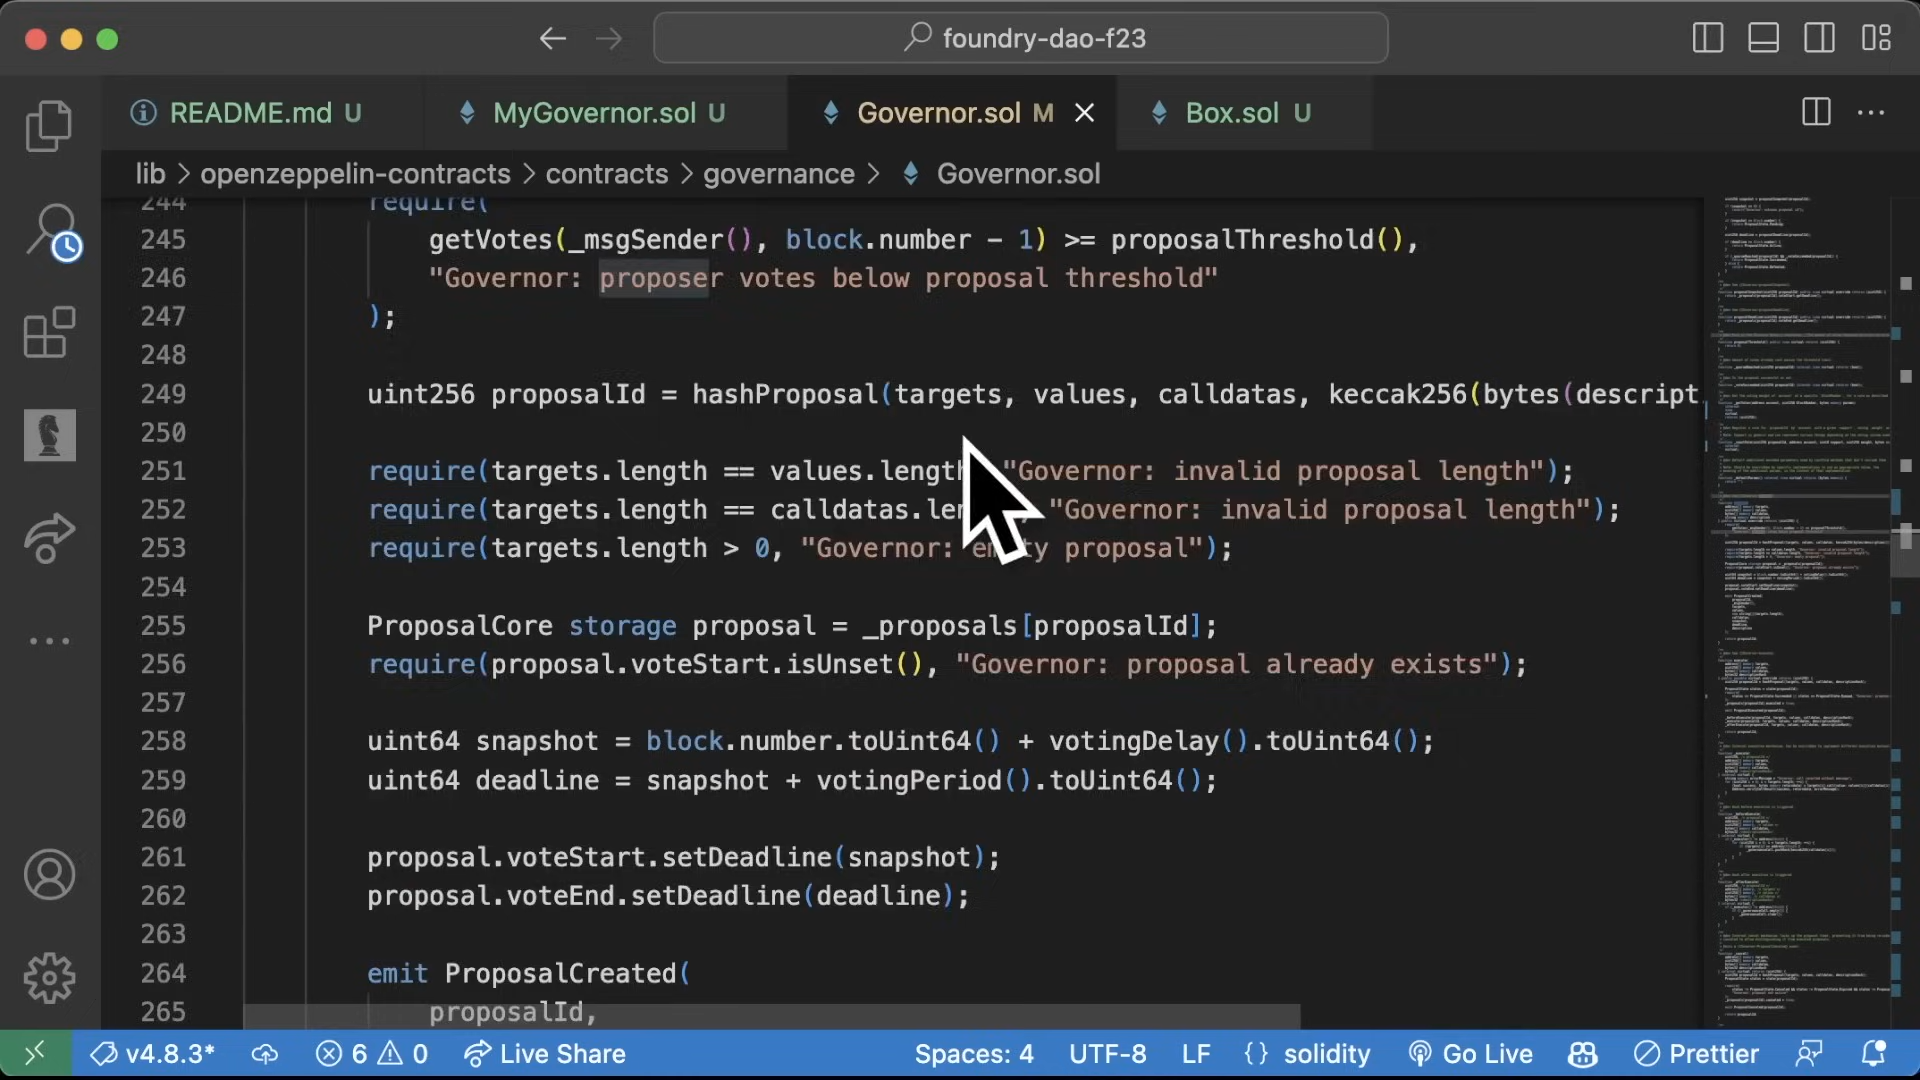 foundry-dao-f23
README.md U
MyGovernor.sol U
Governor.sol M
Box.sol U
lib > openzeppelin-contracts > contracts > governance > Governor.sol
244 require(
245 getVotes(_msgSender(), block.number - 1) >= proposalThreshold(),
246 "Governor: proposer votes below proposal threshold"
247 );
248
249 uint256 proposalId = hashProposal(targets, values, calldatas, keccak256(bytes(descript
250
251 require(targets.length == values.length "Governor: invalid proposal length");
252 require(targets.length == calldatas.len "Governor: invalid proposal length");
253 require(targets.length > 0, "Governor: empty proposal");
254
255 ProposalCore storage proposal = _proposals[proposalId];
256 require(proposal.voteStart.isUnset(), "Governor: proposal already exists");
257
258 uint64 snapshot = block.number.toUint64() + votingDelay().toUint64();
259 uint64 deadline = snapshot + votingPeriod().toUint64();
260
261 proposal.voteStart.setDeadline(snapshot);
262 proposal.voteEnd.setDeadline(deadline);
263
264 emit ProposalCreated(
265 proposalId,
v4.8.3* 6 0 Live Share Spaces: 4 UTF-8 LF {} solidity Go Live Prettier